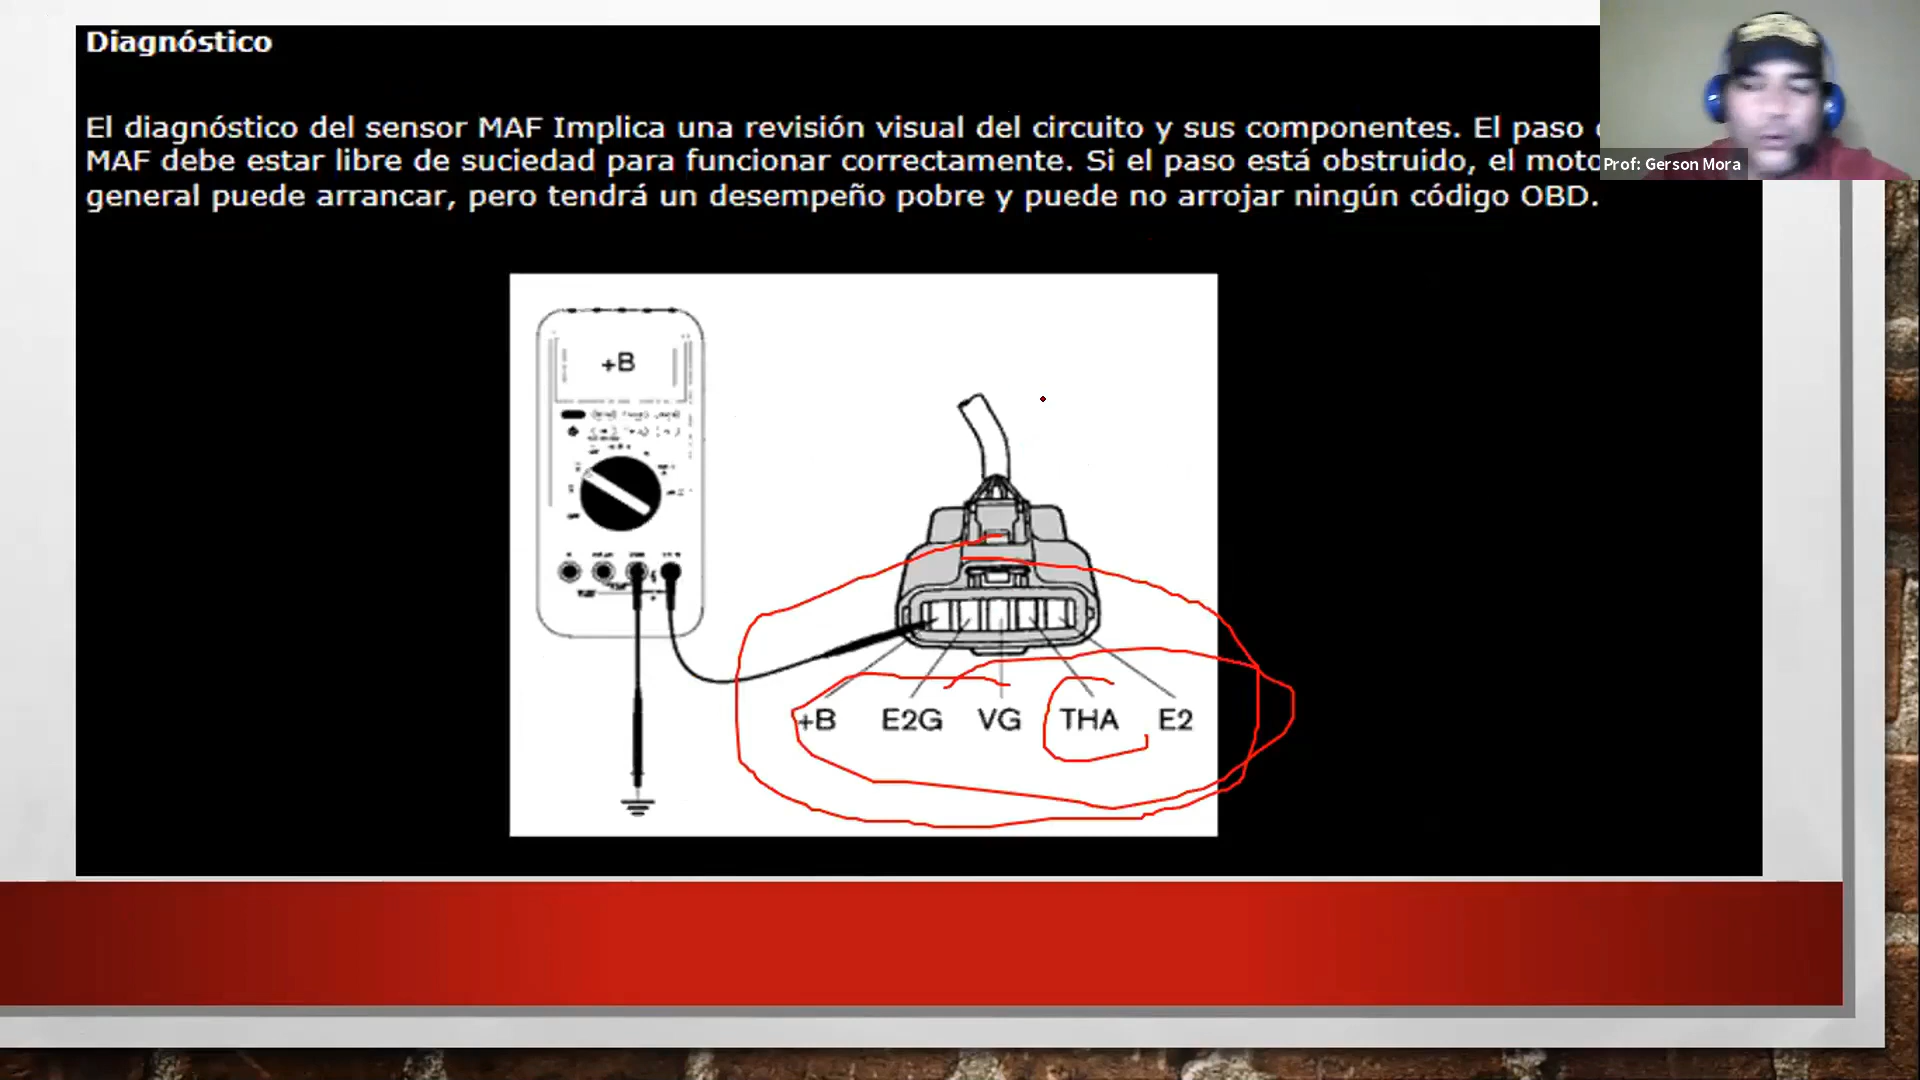 Diagnóstico
El diagnóstico del sensor MAF Implica una revisión visual del circuito y sus componentes. El paso
MAF debe estar libre de suciedad para funcionar correctamente. Si el paso está obstruido, el moto
general puede arrancar, pero tendrá un desempeño pobre y puede no arrojar ningún código OBD.
Prof: Gerson Mora
+B
+B E2G VG THA E2